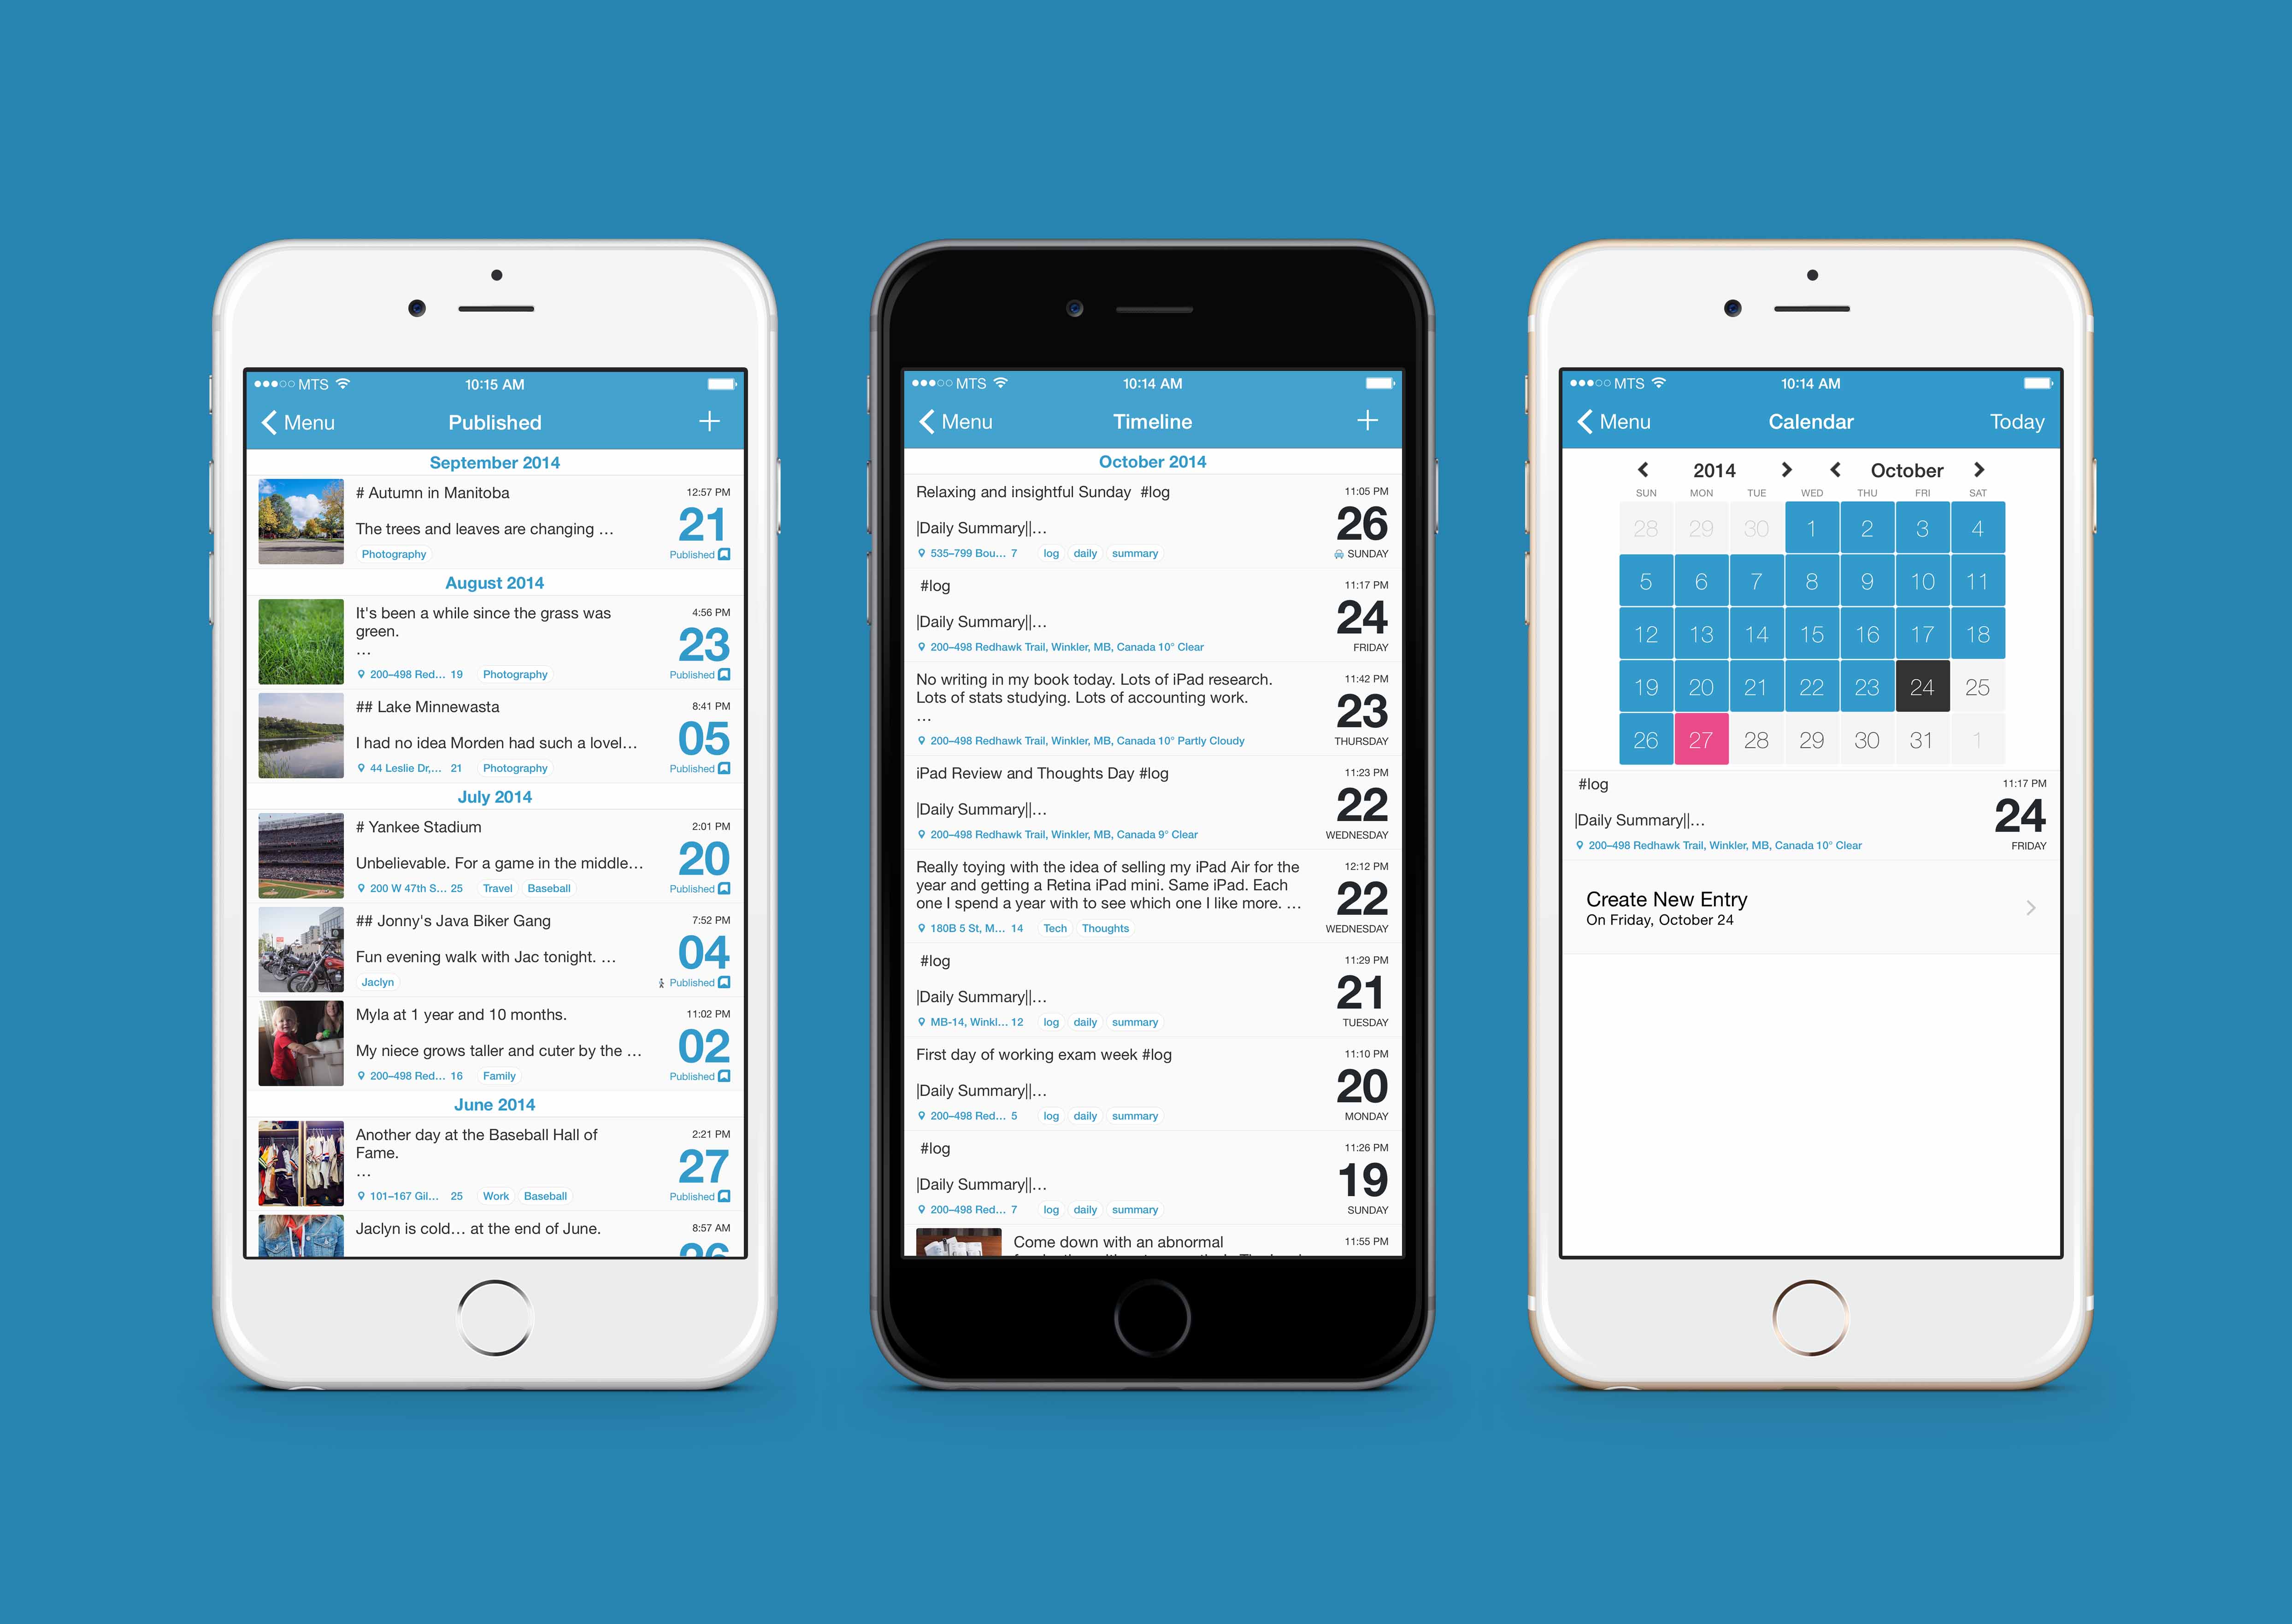 MTS
10:15 AM
Menu
Published
September 2014
# Autumn in Manitoba
12:57 PM
The trees and leaves are changing …
21
Photography
Published
August 2014
It's been a while since the grass was
green.
…
4:56 PM
23
200–498 Red… 19
Photography
Published
## Lake Minnewasta
8:41 PM
I had no idea Morden had such a lovel…
05
44 Leslie Dr,… 21
Photography
Published
July 2014
# Yankee Stadium
2:01 PM
Unbelievable. For a game in the middle…
20
200 W 47th S… 25
Travel
Baseball
Published
## Jonny's Java Biker Gang
7:52 PM
Fun evening walk with Jac tonight. …
04
Jaclyn
Published
Myla at 1 year and 10 months.
11:02 PM
My niece grows taller and cuter by the …
02
200–498 Red… 16
Family
Published
June 2014
Another day at the Baseball Hall of
Fame.
…
2:21 PM
27
101–167 Gil… 25
Work
Baseball
Published
Jaclyn is cold… at the end of June.
8:57 AM
26
MTS
10:14 AM
Menu
Timeline
October 2014
Relaxing and insightful Sunday #log
11:05 PM
|Daily Summary||…
26
535–799 Bou… 7
log
daily
summary
SUNDAY
#log
11:17 PM
|Daily Summary||…
24
200–498 Redhawk Trail, Winkler, MB, Canada 10° Clear
FRIDAY
No writing in my book today. Lots of iPad research.
Lots of stats studying. Lots of accounting work.
…
11:42 PM
23
200–498 Redhawk Trail, Winkler, MB, Canada 10° Partly Cloudy
THURSDAY
iPad Review and Thoughts Day #log
11:23 PM
|Daily Summary||…
22
200–498 Redhawk Trail, Winkler, MB, Canada 9° Clear
WEDNESDAY
Really toying with the idea of selling my iPad Air for the
year and getting a Retina iPad mini. Same iPad. Each
one I spend a year with to see which one I like more. …
12:12 PM
22
180B 5 St, M… 14
Tech
Thoughts
WEDNESDAY
#log
11:29 PM
|Daily Summary||…
21
MB-14, Winkl… 12
log
daily
summary
TUESDAY
First day of working exam week #log
11:10 PM
|Daily Summary||…
20
200–498 Red… 5
log
daily
summary
MONDAY
#log
11:26 PM
|Daily Summary||…
19
200–498 Red… 7
log
daily
summary
SUNDAY
Come down with an abnormal
11:55 PM
MTS
10:14 AM
Menu
Calendar
Today
2014
October
SUN MON TUE WED THU FRI SAT
28 29 30 1 2 3 4
5 6 7 8 9 10 11
12 13 14 15 16 17 18
19 20 21 22 23 24 25
26 27 28 29 30 31 1
#log
11:17 PM
|Daily Summary||…
24
200–498 Redhawk Trail, Winkler, MB, Canada 10° Clear
FRIDAY
Create New Entry
On Friday, October 24